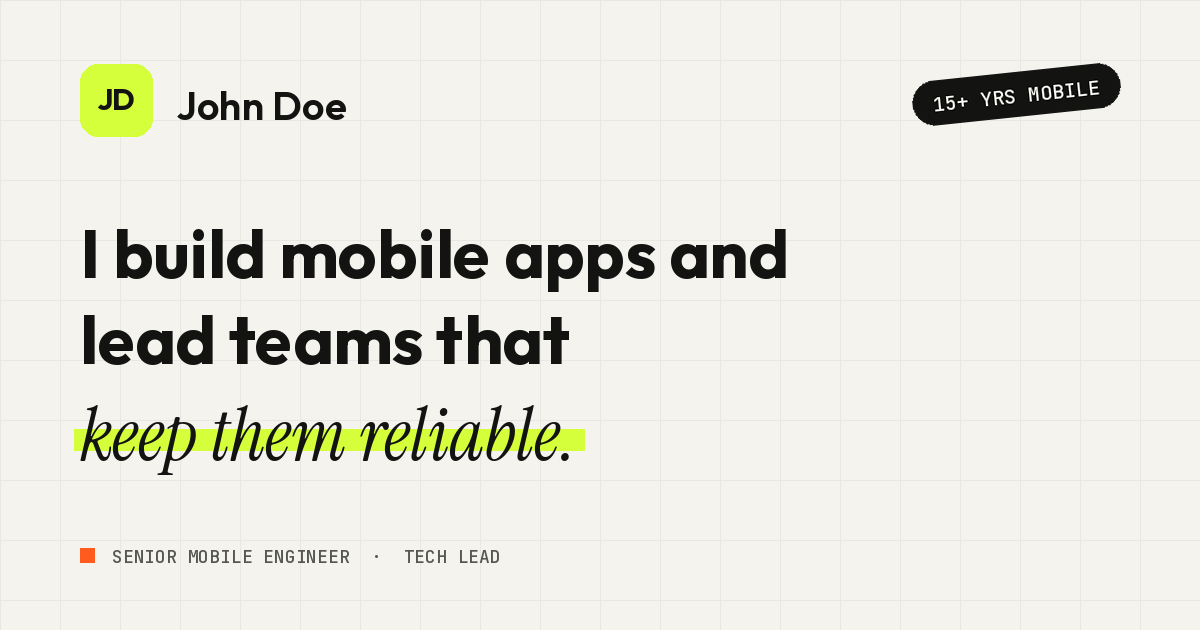 JD
John Doe
15+ YRS MOBILE
I build mobile apps and
lead teams that
keep them reliable.
SENIOR MOBILE ENGINEER · TECH LEAD